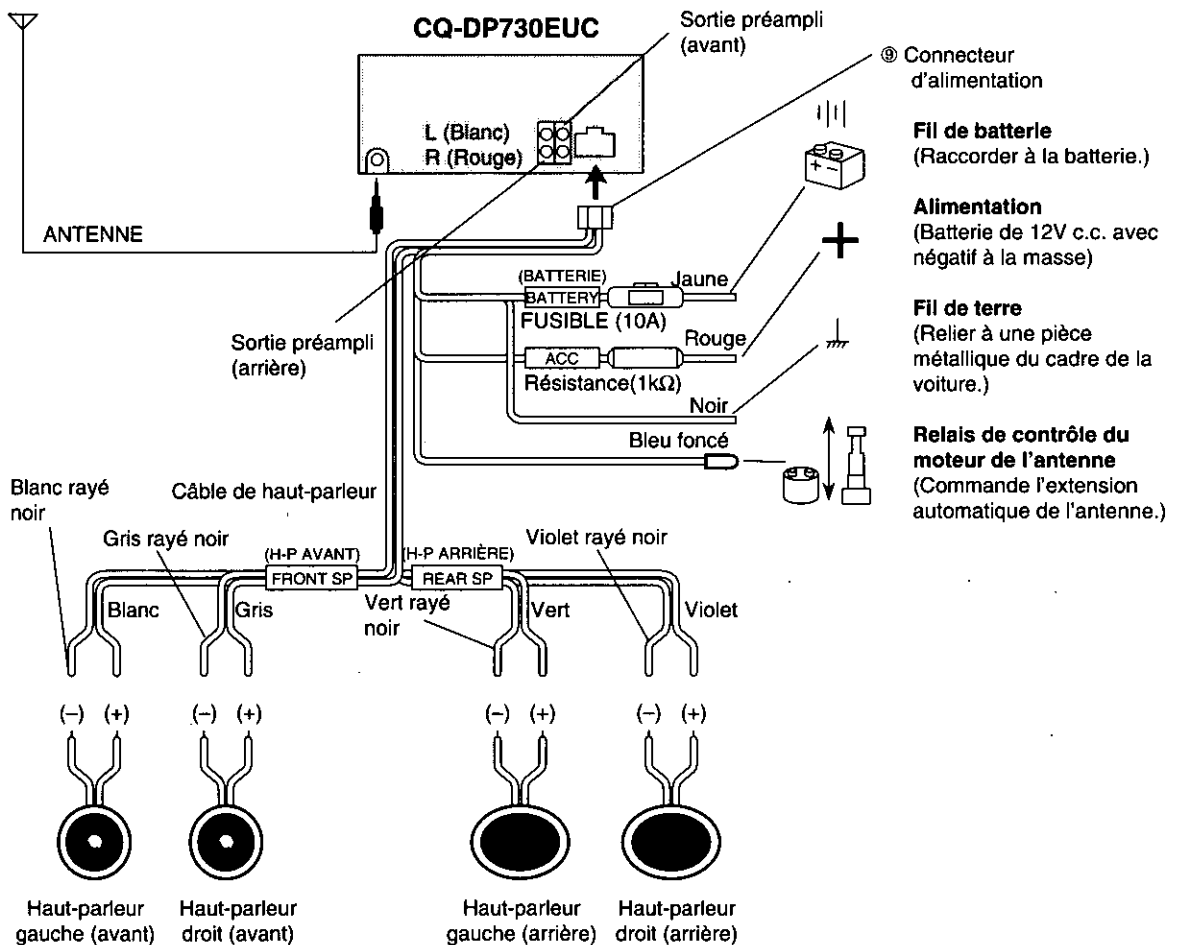 CQ-DP730EUC
Sortie préampli
(avant)
⑨ Connecteur
d'alimentation
L (Blanc)
R (Rouge)
Fil de batterie
(Raccorder à la batterie.)
ANTENNE
Alimentation
(Batterie de 12V c.c. avec
négatif à la masse)
(BATTERIE)
BATTERY
Jaune
FUSIBLE (10A)
Sortie préampli
(arrière)
Fil de terre
(Relier à une pièce
métallique du cadre de la
voiture.)
Rouge
ACC
Résistance(1kΩ)
Noir
Bleu foncé
Relais de contrôle du
moteur de l'antenne
(Commande l'extension
automatique de l'antenne.)
Blanc rayé
noir
Câble de haut-parleur
Gris rayé noir
(H-P AVANT)
FRONT SP
(H-P ARRIÈRE)
REAR SP
Violet rayé noir
Blanc
Gris
Vert rayé
noir
Vert
Violet
(–) (+)
(–) (+)
(–) (+)
(–) (+)
Haut-parleur
gauche (avant)
Haut-parleur
droit (avant)
Haut-parleur
gauche (arrière)
Haut-parleur
droit (arrière)